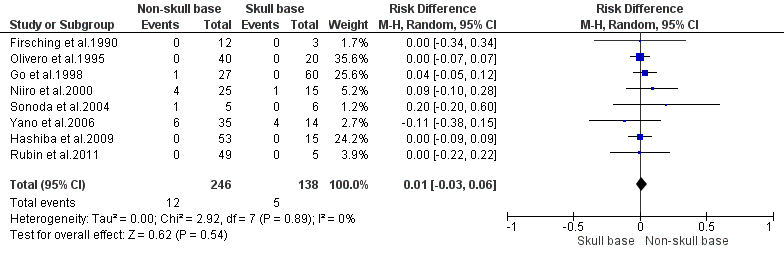 Non-skull base Skull base Risk Difference Risk Difference
Study or Subgroup Events Total Events Total Weight M-H, Random, 95% CI M-H, Random, 95% CI
Firsching et al.1990 0 12 0 3 1.7% 0.00 [-0.34, 0.34]
Olivero et al.1995 0 40 0 20 35.6% 0.00 [-0.07, 0.07]
Go et al.1998 1 27 0 60 25.6% 0.04 [-0.05, 0.12]
Niiro et al.2000 4 25 1 15 5.2% 0.09 [-0.10, 0.28]
Sonoda et al.2004 1 5 0 6 1.2% 0.20 [-0.20, 0.60]
Yano et al.2006 6 35 4 14 2.7% -0.11 [-0.38, 0.15]
Hashiba et al.2009 0 53 0 15 24.2% 0.00 [-0.09, 0.09]
Rubin et al.2011 0 49 0 5 3.9% 0.00 [-0.22, 0.22]
Total (95% CI) 246 138 100.0% 0.01 [-0.03, 0.06]
Total events 12 5
Heterogeneity: Tau² = 0.00; Chi² = 2.92, df = 7 (P = 0.89); I² = 0%
Test for overall effect: Z = 0.62 (P = 0.54)
-1 -0.5 0 0.5 1
Skull base Non-skull base